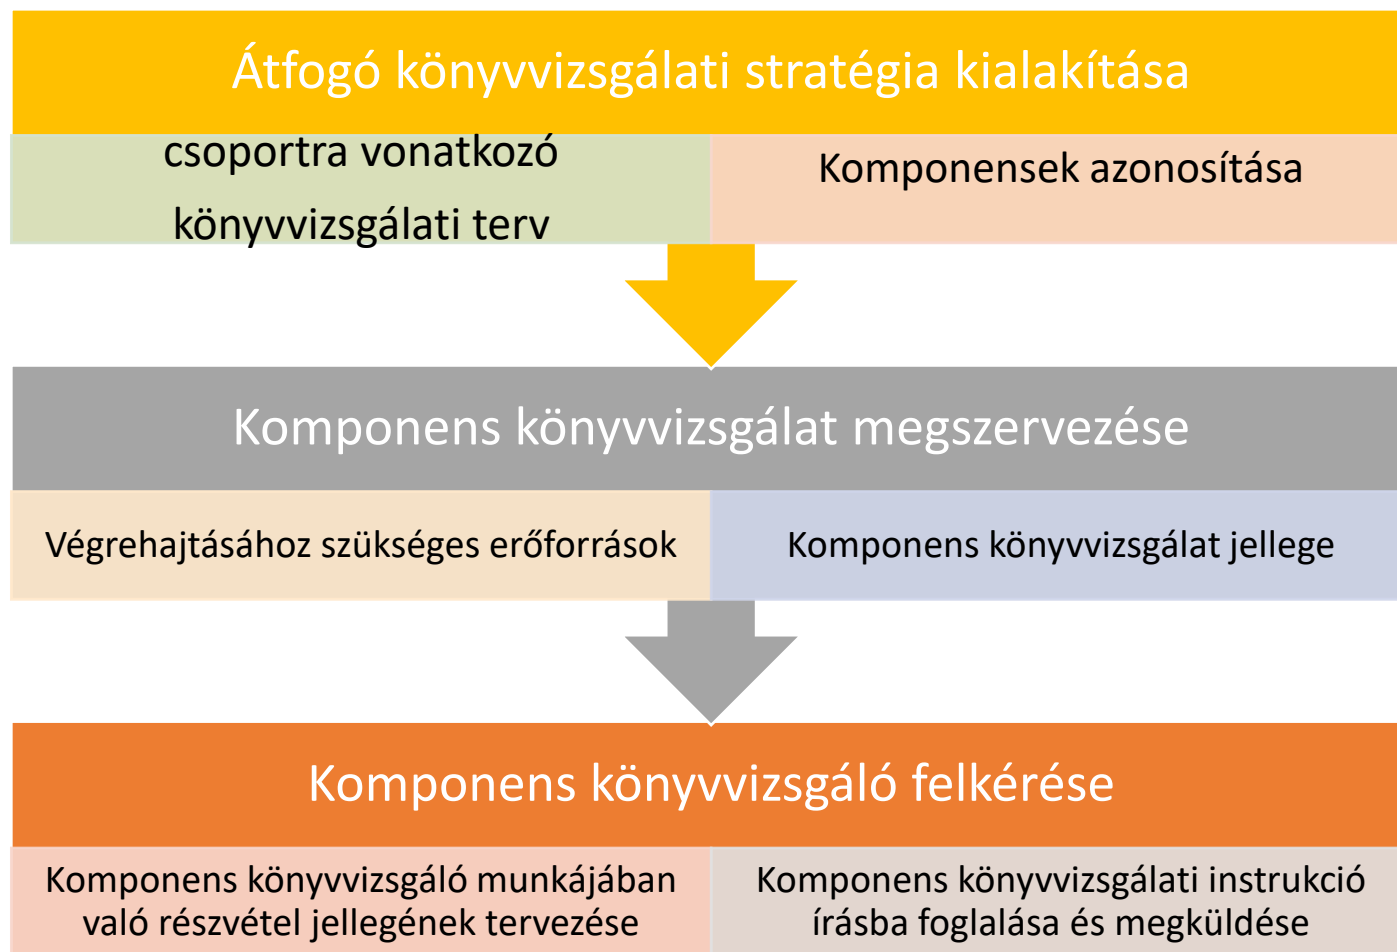 Átfogó könyvvizsgálati stratégia kialakítása
csoportra vonatkozó
könyvvizsgálati terv
Komponensek azonosítása
Komponens könyvvizsgálat megszervezése
Végrehajtásához szükséges erőforrások
Komponens könyvvizsgálat jellege
Komponens könyvvizsgáló felkérése
Komponens könyvvizsgáló munkájában
való részvétel jellegének tervezése
Komponens könyvvizsgálati instrukció
írásba foglalása és megküldése